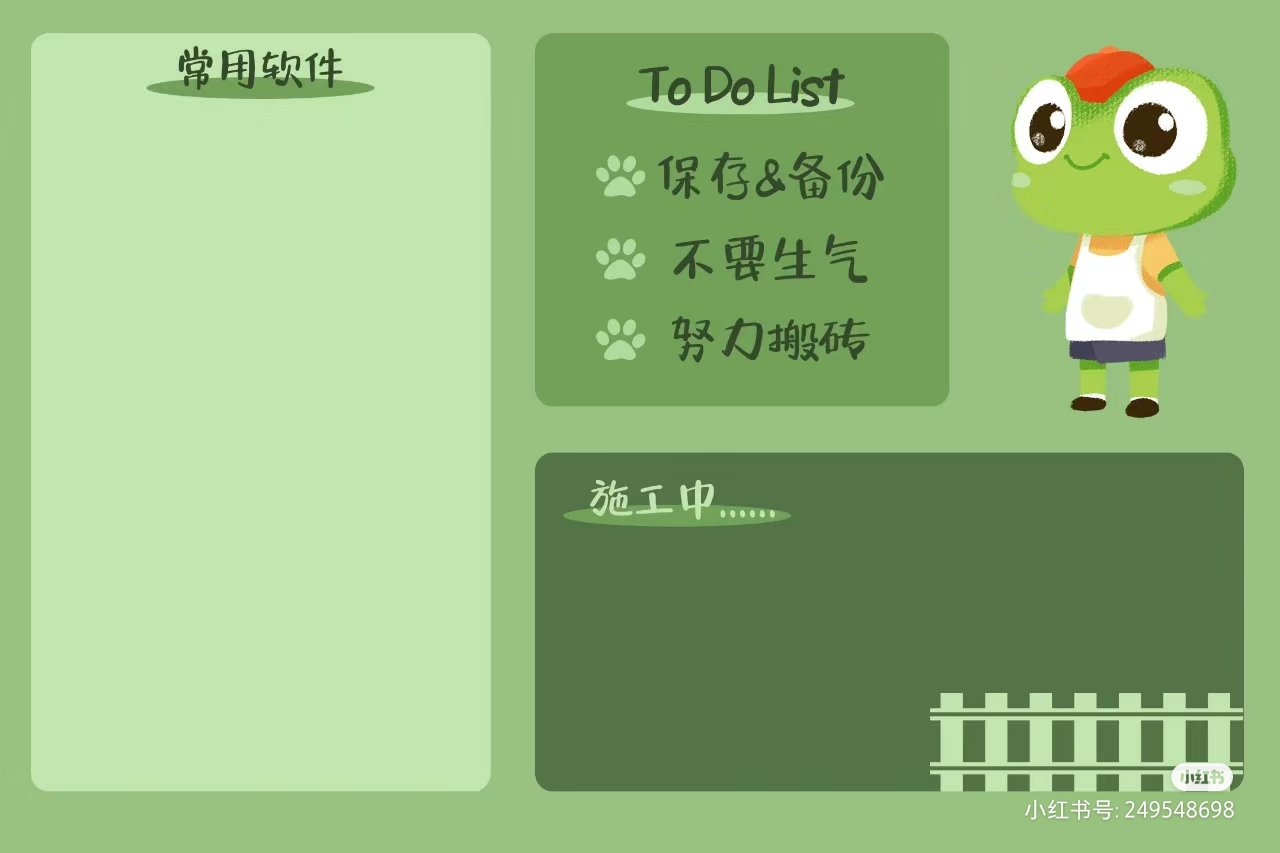 常用软件
To Do List
保存&备份
不要生气
努力搬砖
施工中......
小红书
小红书号: 249548698